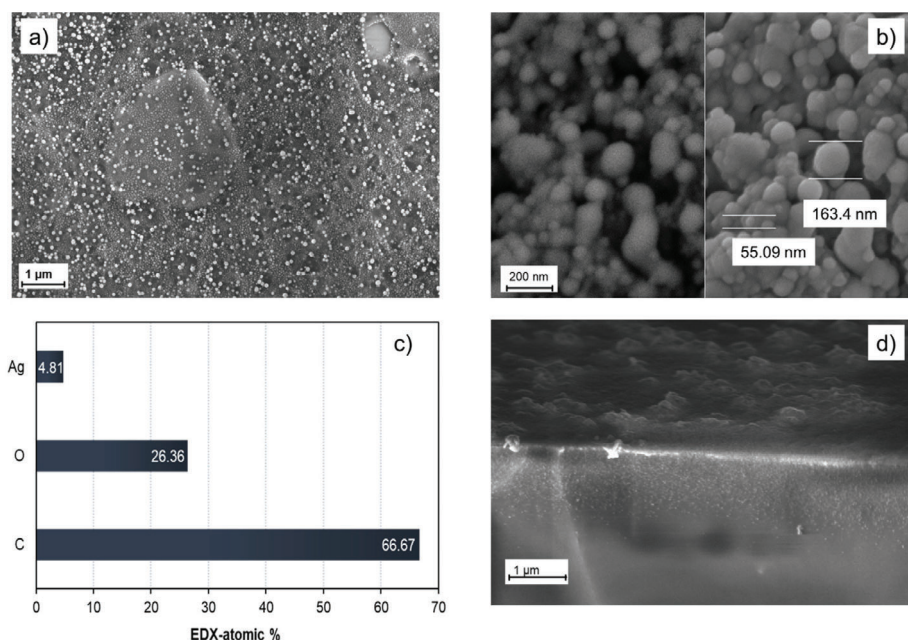 a)
1 µm
b)
163.4 nm
55.09 nm
200 nm
c)
Ag
4.81
O
26.36
C
66.67
0 10 20 30 40 50 60 70
EDX-atomic %
d)
1 µm